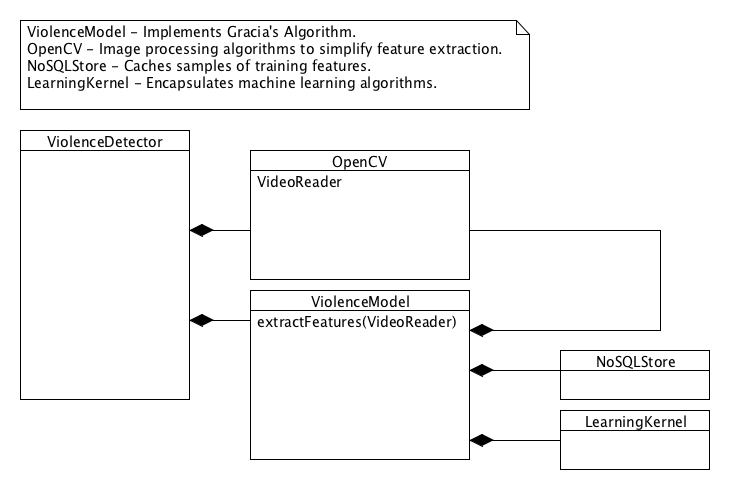 ViolenceModel – Implements Gracia's Algorithm.
OpenCV – Image processing algorithms to simplify feature extraction.
NoSQLStore – Caches samples of training features.
LearningKernel – Encapsulates machine learning algorithms.
ViolenceDetector
OpenCV
VideoReader
ViolenceModel
extractFeatures(VideoReader)
NoSQLStore
LearningKernel